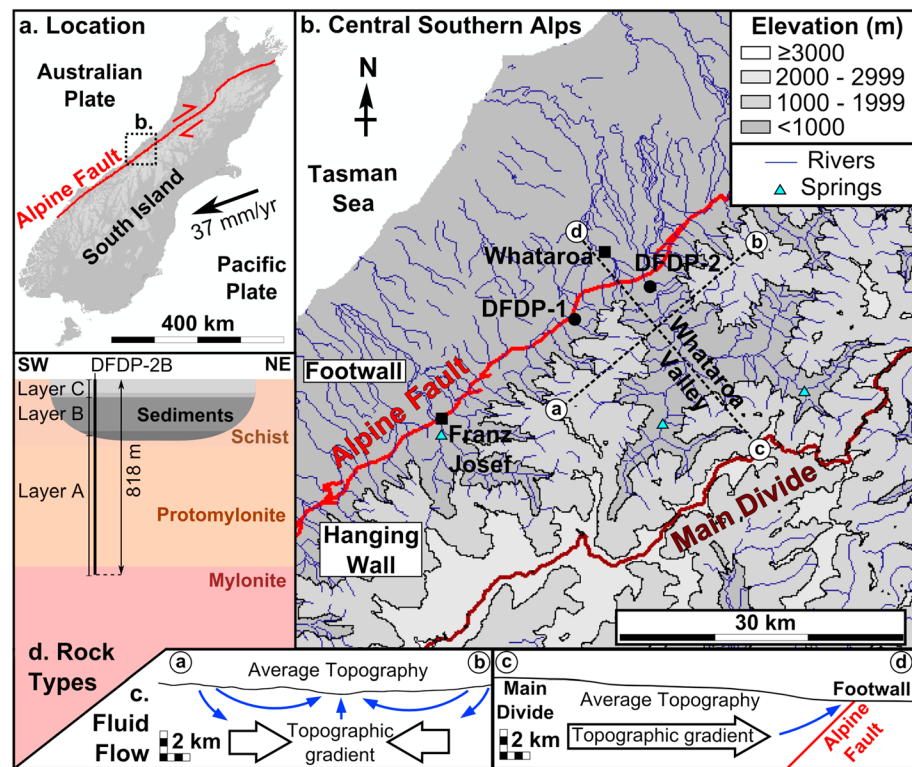 a. Location
Australian
Plate
b.
Alpine Fault
South Island
37 mm/yr
Pacific
Plate
400 km
b. Central Southern Alps
N
Tasman
Sea
Elevation (m)
≥3000
2000 - 2999
1000 - 1999
<1000
Rivers
Springs
d
Whataroa
DFDP-2
b
DFDP-1
Whataroa
Valley
Footwall
Alpine Fault
a
Franz
Josef
c
Main Divide
Hanging
Wall
30 km
SW
DFDP-2B
NE
Layer C
Layer B
Sediments
Schist
Layer A
818 m
Protomylonite
Mylonite
d. Rock
Types
a
Average Topography
b
c.
Fluid
Flow
Topographic
gradient
2 km
c
d
Main
Divide
Average Topography
Footwall
Topographic gradient
2 km
Alpine
Fault